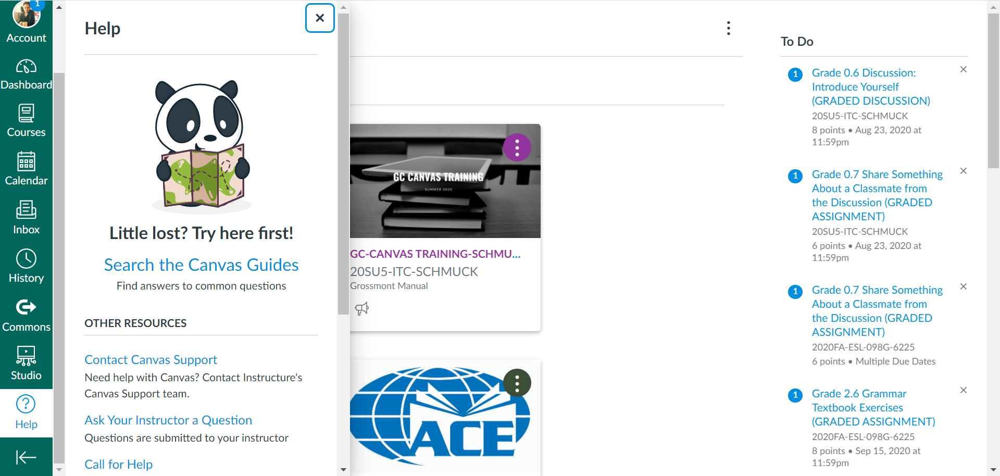 1
Account
Dashboard
Courses
Calendar
Inbox
History
Commons
Studio
Help
Help
Little lost? Try here first!
Search the Canvas Guides
Find answers to common questions
OTHER RESOURCES
Contact Canvas Support
Need help with Canvas? Contact Instructure's
Canvas Support team.
Ask Your Instructor a Question
Questions are submitted to your instructor
Call for Help
GC CANVAS TRAINING
SUMMER 2020
GC-CANVAS TRAINING-SCHMU...
20SU5-ITC-SCHMUCK
Grossmont Manual
ACE
To Do
1
Grade 0.6 Discussion:
Introduce Yourself
(GRADED DISCUSSION)
20SU5-ITC-SCHMUCK
8 points • Aug 23, 2020 at
11:59pm
1
Grade 0.7 Share Something
About a Classmate from
the Discussion (GRADED
ASSIGNMENT)
20SU5-ITC-SCHMUCK
6 points • Aug 23, 2020 at
11:59pm
1
Grade 0.7 Share Something
About a Classmate from
the Discussion (GRADED
ASSIGNMENT)
2020FA-ESL-098G-6225
6 points • Multiple Due Dates
1
Grade 2.6 Grammar
Textbook Exercises
(GRADED ASSIGNMENT)
2020FA-ESL-098G-6225
8 points • Sep 15, 2020 at
11:59pm